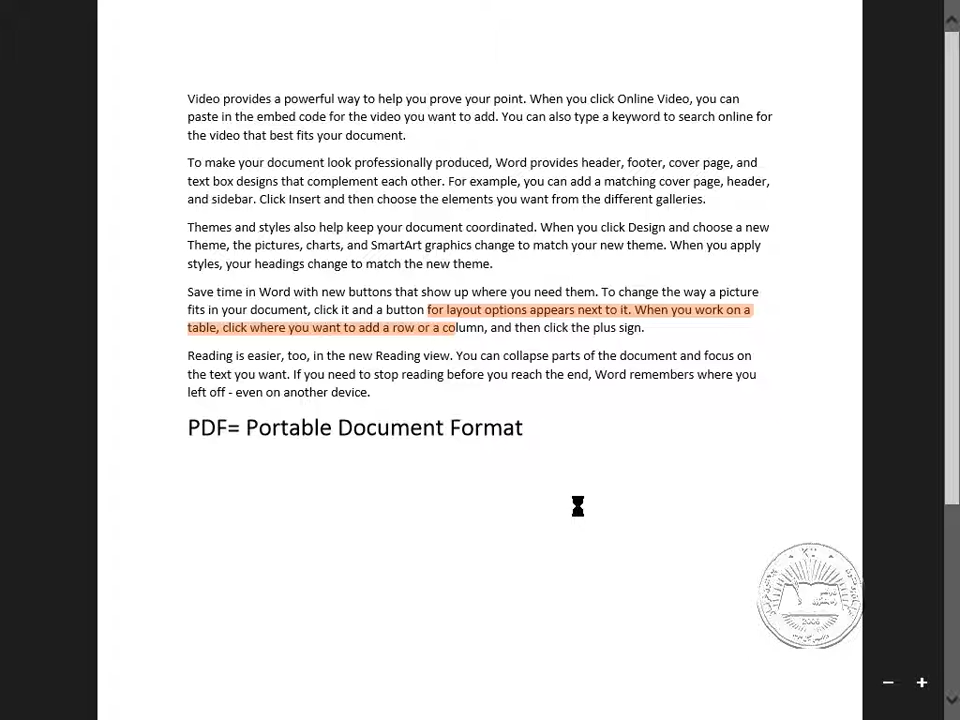 Video provides a powerful way to help you prove your point. When you click Online Video, you can
paste in the embed code for the video you want to add. You can also type a keyword to search online for
the video that best fits your document.
To make your document look professionally produced, Word provides header, footer, cover page, and
text box designs that complement each other. For example, you can add a matching cover page, header,
and sidebar. Click Insert and then choose the elements you want from the different galleries.
Themes and styles also help keep your document coordinated. When you click Design and choose a new
Theme, the pictures, charts, and SmartArt graphics change to match your new theme. When you apply
styles, your headings change to match the new theme.
Save time in Word with new buttons that show up where you need them. To change the way a picture
fits in your document, click it and a button for layout options appears next to it. When you work on a
table, click where you want to add a row or a column, and then click the plus sign.
Reading is easier, too, in the new Reading view. You can collapse parts of the document and focus on
the text you want. If you need to stop reading before you reach the end, Word remembers where you
left off - even on another device.
PDF= Portable Document Format
KU
2006